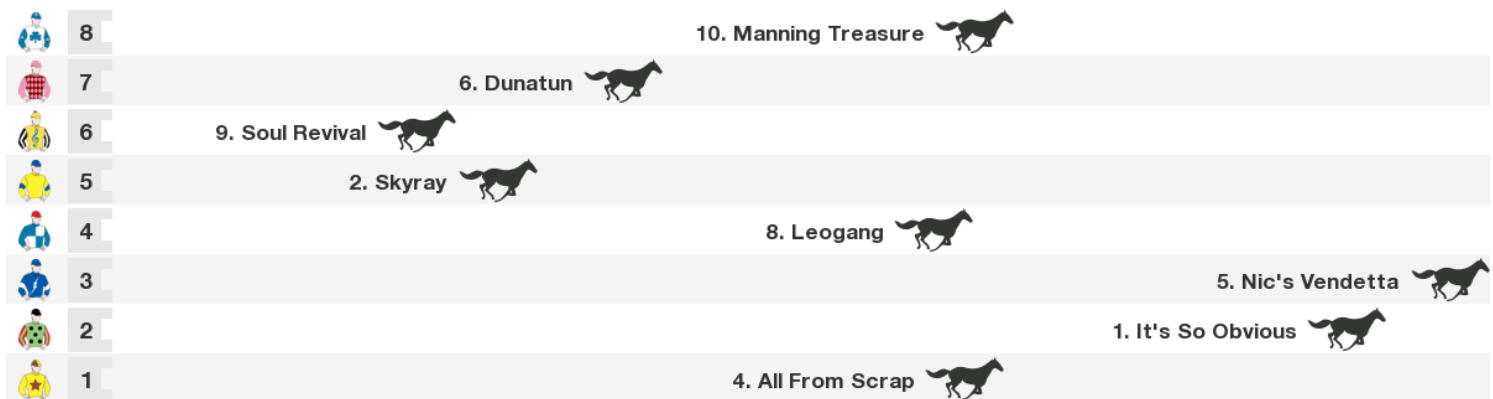 8 10. Manning Treasure
7 6. Dunatun
6 9. Soul Revival
5 2. Skyray
4 8. Leogang
3 5. Nic's Vendetta
2 1. It's So Obvious
1 4. All From Scrap